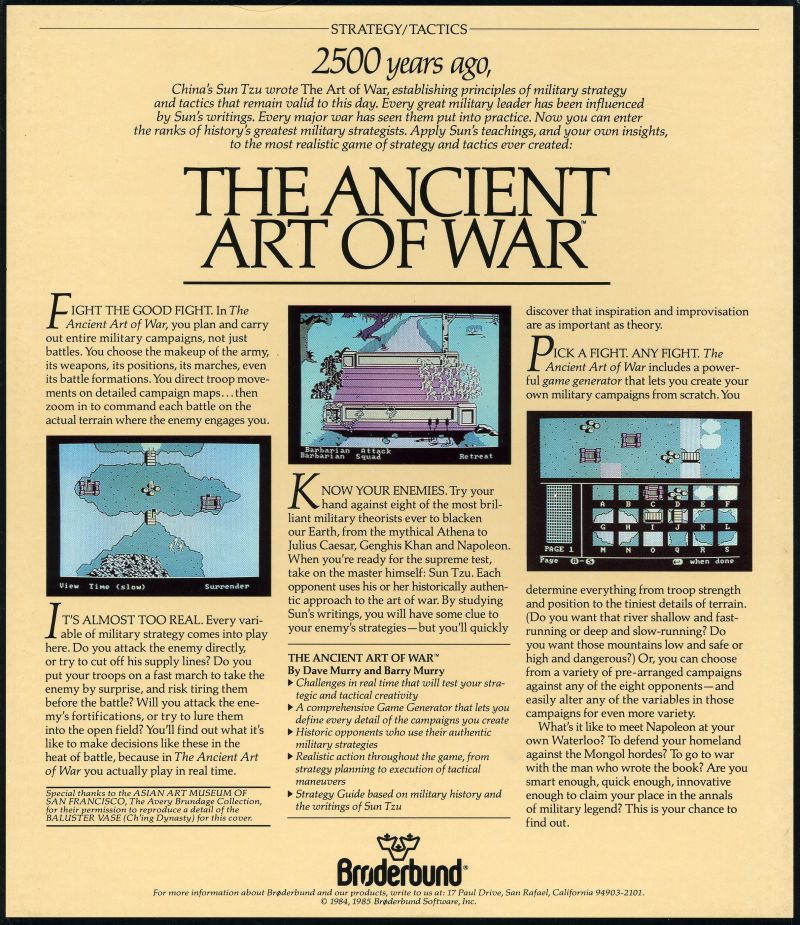 STRATEGY/TACTICS
2500 years ago,
China's Sun Tzu wrote The Art of War, establishing principles of military strategy
and tactics that remain valid to this day. Every great military leader has been influenced
by Sun's writings. Every major war has seen them put into practice. Now you can enter
the ranks of history's greatest military strategists. Apply Sun's teachings, and your own insights,
to the most realistic game of strategy and tactics ever created:
THE ANCIENT
ART OF WAR™
FIGHT THE GOOD FIGHT. In The
Ancient Art of War, you plan and carry
out entire military campaigns, not just
battles. You choose the makeup of the army,
its weapons, its positions, its marches, even
its battle formations. You direct troop move-
ments on detailed campaign maps...then
zoom in to command each battle on the
actual terrain where the enemy engages you.
View Time (slow) Surrender
IT'S ALMOST TOO REAL. Every vari-
able of military strategy comes into play
here. Do you attack the enemy directly,
or try to cut off his supply lines? Do you
put your troops on a fast march to take the
enemy by surprise, and risk tiring them
before the battle? Will you attack the ene-
my's fortifications, or try to lure them
into the open field? You'll find out what it's
like to make decisions like these in the
heat of battle, because in The Ancient Art
of War you actually play in real time.
Special thanks to the ASIAN ART MUSEUM OF
SAN FRANCISCO, The Avery Brundage Collection,
for their permission to reproduce a detail of the
BALUSTER VASE (Ch'ing Dynasty) for this cover.
Barbarian Attack
Barbarian Squad Retreat
KNOW YOUR ENEMIES. Try your
hand against eight of the most bril-
liant military theorists ever to blacken
our Earth, from the mythical Athena to
Julius Caesar, Genghis Khan and Napoleon.
When you're ready for the supreme test,
take on the master himself: Sun Tzu. Each
opponent uses his or her historically authen-
tic approach to the art of war. By studying
Sun's writings, you will have some clue to
your enemy's strategies—but you'll quickly
THE ANCIENT ART OF WAR™
By Dave Murry and Barry Murry
▶ Challenges in real time that will test your stra-
tegic and tactical creativity
▶ A comprehensive Game Generator that lets you
define every detail of the campaigns you create
▶ Historic opponents who use their authentic
military strategies
▶ Realistic action throughout the game, from
strategy planning to execution of tactical
maneuvers
▶ Strategy Guide based on military history and
the writings of Sun Tzu
discover that inspiration and improvisation
are as important as theory.
PICK A FIGHT. ANY FIGHT. The
Ancient Art of War includes a power-
ful game generator that lets you create your
own military campaigns from scratch. You
A B C D E F
G H I J K L
M N O Q R S
PAGE 1
Page A-S when done
determine everything from troop strength
and position to the tiniest details of terrain.
(Do you want that river shallow and fast-
running or deep and slow-running? Do
you want those mountains low and safe or
high and dangerous?) Or, you can choose
from a variety of pre-arranged campaigns
against any of the eight opponents—and
easily alter any of the variables in those
campaigns for even more variety.
What's it like to meet Napoleon at your
own Waterloo? To defend your homeland
against the Mongol hordes? To go to war
with the man who wrote the book? Are you
smart enough, quick enough, innovative
enough to claim your place in the annals
of military legend? This is your chance to
find out.
Brøderbund®
For more information about Brøderbund and our products, write to us at: 17 Paul Drive, San Rafael, California 94903-2101.
© 1984, 1985 Brøderbund Software, Inc.